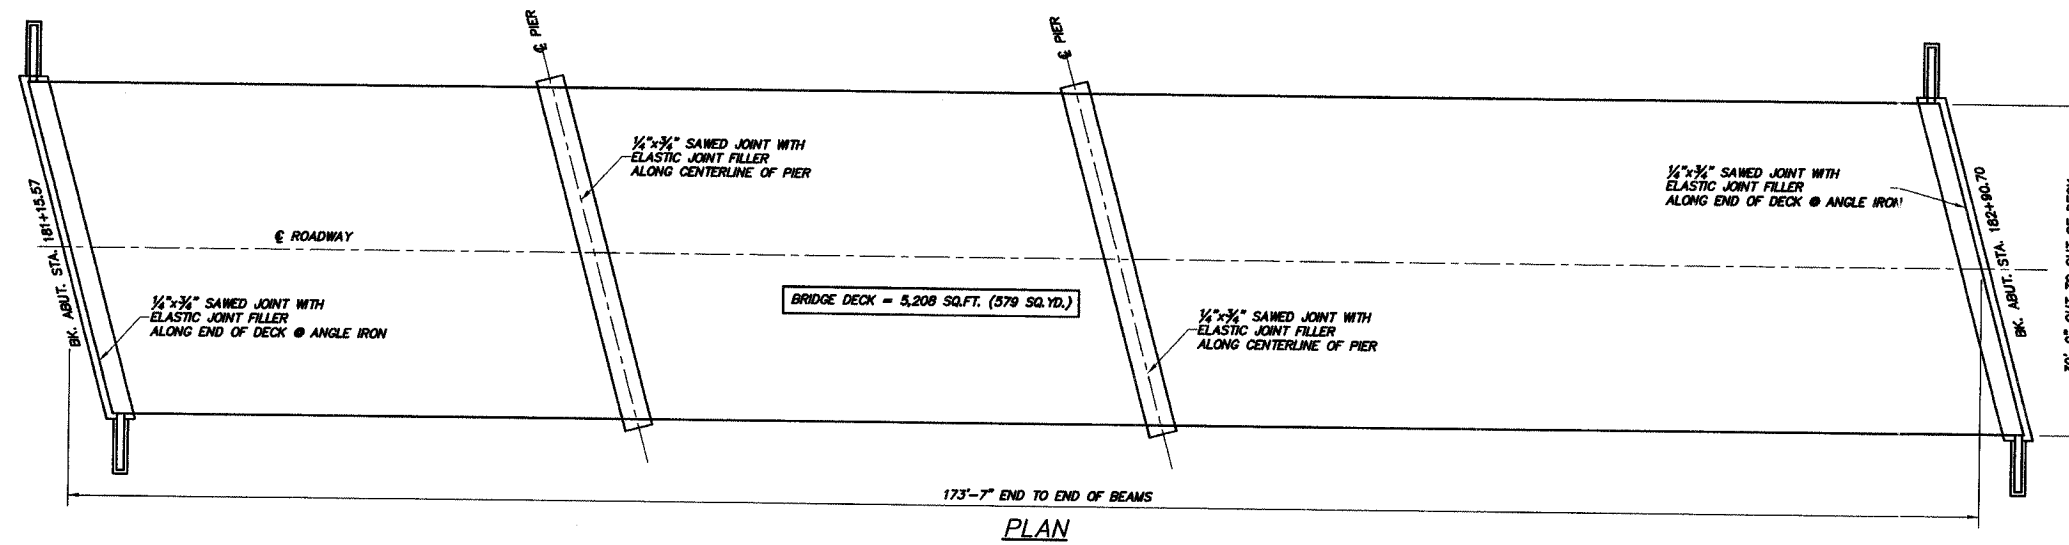 ℄ PIER
℄ PIER
¼"x¾" SAWED JOINT WITH
ELASTIC JOINT FILLER
ALONG CENTERLINE OF PIER
¼"x¾" SAWED JOINT WITH
ELASTIC JOINT FILLER
ALONG END OF DECK @ ANGLE IRON
BK. ABUT. STA. 181+15.57
℄ ROADWAY
BK. ABUT. STA. 182+90.70
¼"x¾" SAWED JOINT WITH
ELASTIC JOINT FILLER
ALONG END OF DECK @ ANGLE IRON
BRIDGE DECK = 5,208 SQ.FT. (579 SQ.YD.)
¼"x¾" SAWED JOINT WITH
ELASTIC JOINT FILLER
ALONG CENTERLINE OF PIER
173'-7" END TO END OF BEAMS
PLAN